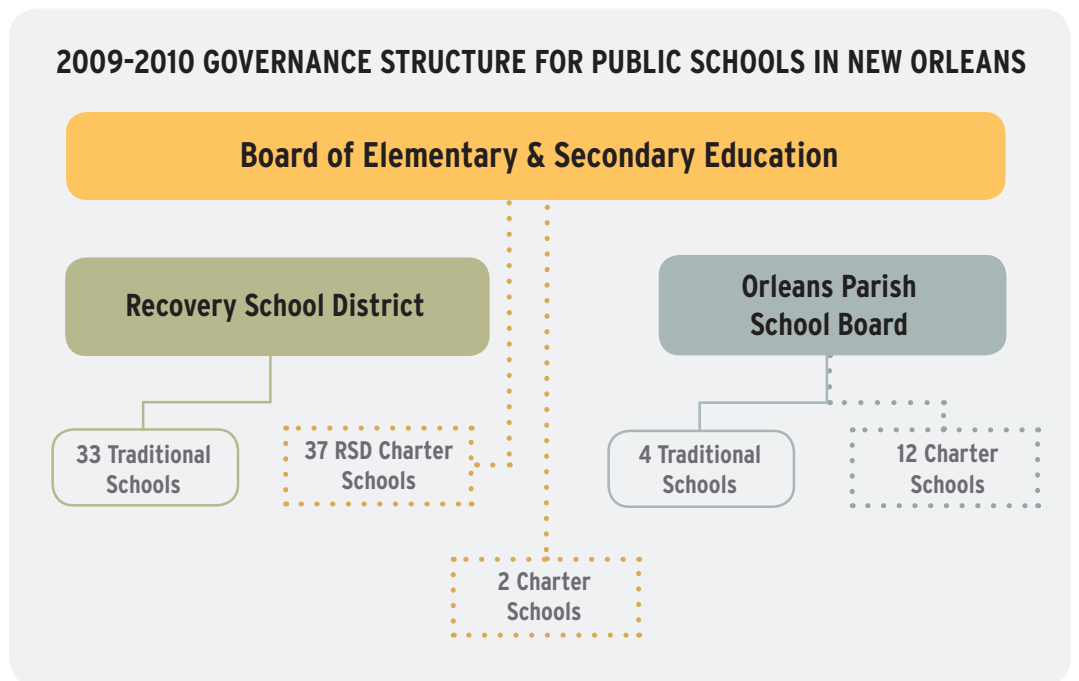 2009-2010 GOVERNANCE STRUCTURE FOR PUBLIC SCHOOLS IN NEW ORLEANS
Board of Elementary & Secondary Education
Recovery School District
Orleans Parish
School Board
33 Traditional
Schools
37 RSD Charter
Schools
4 Traditional
Schools
12 Charter
Schools
2 Charter
Schools